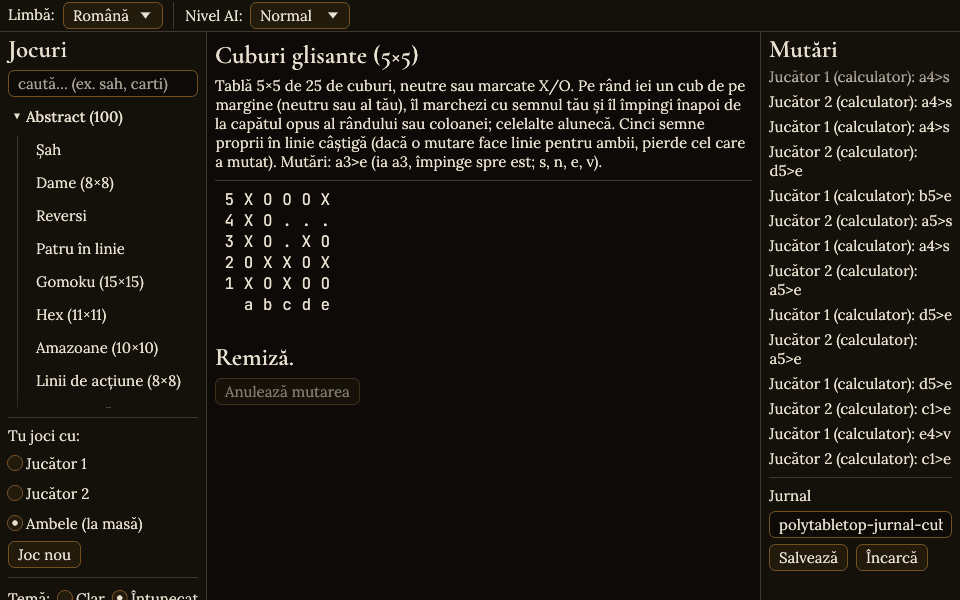 Limbă: Română ▼ Nivel AI: Normal ▼
Jocuri
caută... (ex. sah, carti)
▼ Abstract (100)
Șah
Dame (8×8)
Reversi
Patru în linie
Gomoku (15×15)
Hex (11×11)
Amazoane (10×10)
Linii de acțiune (8×8)
Tu joci cu:
Jucător 1
Jucător 2
Ambele (la masă)
Joc nou
Temă: Clar Întunecat
Cuburi glisante (5×5)
Tablă 5×5 de 25 de cuburi, neutre sau marcate X/O. Pe rând iei un cub de pe
margine (neutru sau al tău), îl marchezi cu semnul tău și îl împingi înapoi de
la capătul opus al rândului sau coloanei; celelalte alunecă. Cinci semne
proprii în linie câștigă (dacă o mutare face linie pentru ambii, pierde cel care
a mutat). Mutări: a3>e (ia a3, împinge spre est; s, n, e, v).
5 X O O O X
4 X O . . .
3 X O . X O
2 O X X O X
1 X O X O O
a b c d e
Remiză.
Anulează mutarea
Mutări
Jucător 1 (calculator): a4>s
Jucător 2 (calculator): a4>s
Jucător 1 (calculator): a4>s
Jucător 2 (calculator):
d5>e
Jucător 1 (calculator): b5>e
Jucător 2 (calculator): a5>s
Jucător 1 (calculator): a4>s
Jucător 2 (calculator):
a5>e
Jucător 1 (calculator): d5>e
Jucător 2 (calculator):
a5>e
Jucător 1 (calculator): d5>e
Jucător 2 (calculator): c1>e
Jucător 1 (calculator): e4>v
Jucător 2 (calculator): c1>e
Jurnal
polytabletop-jurnal-cub
Salvează Încarcă